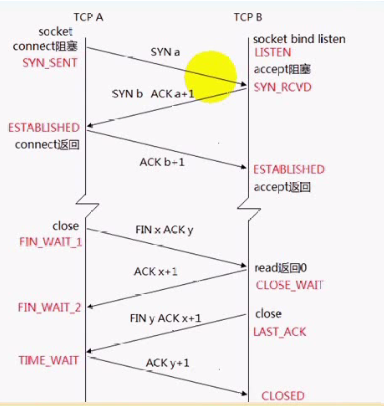 TCP A
TCP B
socket
connect阻塞
SYN_SENT
SYN a
socket bind listen
LISTEN
accept阻塞
SYN_RCVD
SYN b ACK a+1
ESTABLISHED
connect返回
ACK b+1
ESTABLISHED
accept返回
close
FIN_WAIT_1
FIN x ACK y
ACK x+1
read返回0
CLOSE_WAIT
FIN_WAIT_2
FIN y ACK x+1
close
LAST_ACK
TIME_WAIT
ACK y+1
CLOSED